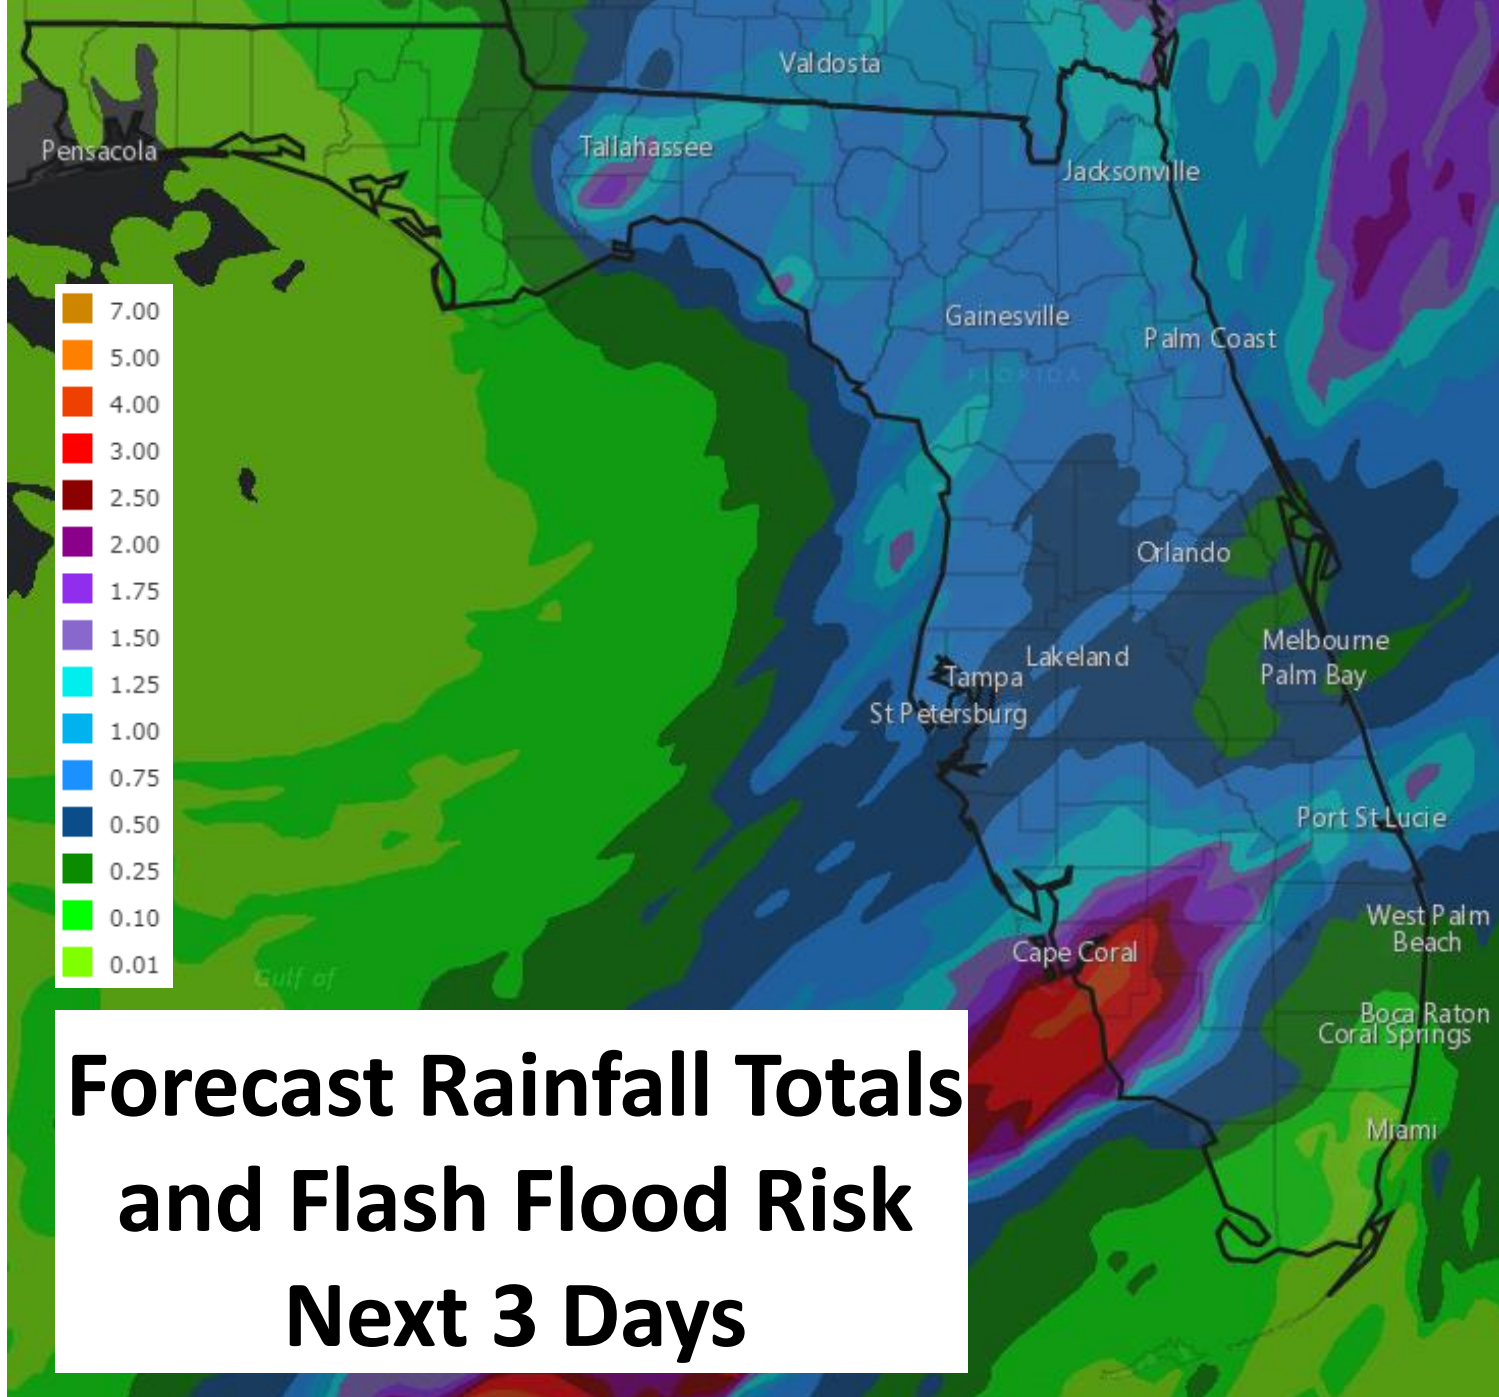 Valdosta
Tallahassee
Pensacola
Jacksonville
Gainesville
Palm Coast
FLORIDA
Orlando
Melbourne
Lakeland
Palm Bay
Tampa
St Petersburg
Port St Lucie
West Palm
Beach
Cape Coral
Gulf of
Boca Raton
Coral Springs
Miami
7.00
5.00
4.00
3.00
2.50
2.00
1.75
1.50
1.25
1.00
0.75
0.50
0.25
0.10
0.01
Forecast Rainfall Totals
and Flash Flood Risk
Next 3 Days